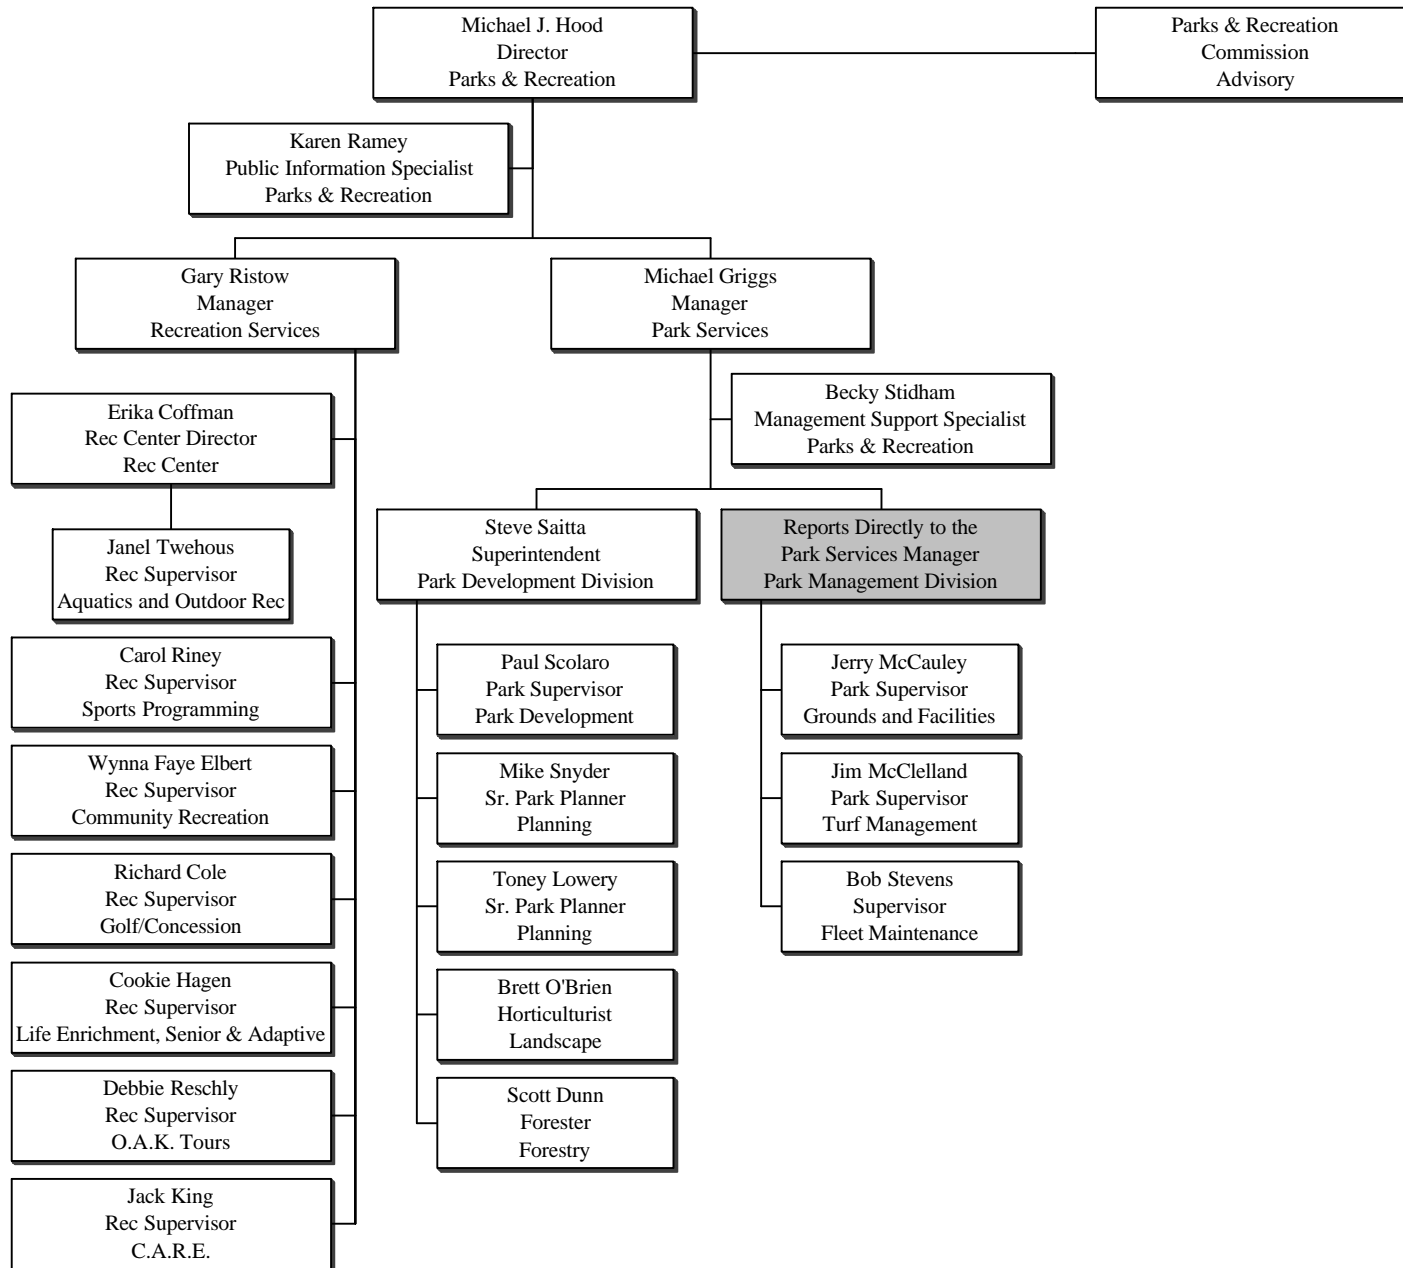 Michael J. Hood
Director
Parks & Recreation
Parks & Recreation
Commission
Advisory
Karen Ramey
Public Information Specialist
Parks & Recreation
Gary Ristow
Manager
Recreation Services
Michael Griggs
Manager
Park Services
Becky Stidham
Management Support Specialist
Parks & Recreation
Erika Coffman
Rec Center Director
Rec Center
Janel Twehous
Rec Supervisor
Aquatics and Outdoor Rec
Carol Riney
Rec Supervisor
Sports Programming
Wynna Faye Elbert
Rec Supervisor
Community Recreation
Richard Cole
Rec Supervisor
Golf/Concession
Cookie Hagen
Rec Supervisor
Life Enrichment, Senior & Adaptive
Debbie Reschly
Rec Supervisor
O.A.K. Tours
Jack King
Rec Supervisor
C.A.R.E.
Steve Saitta
Superintendent
Park Development Division
Paul Scolaro
Park Supervisor
Park Development
Mike Snyder
Sr. Park Planner
Planning
Toney Lowery
Sr. Park Planner
Planning
Brett O'Brien
Horticulturist
Landscape
Scott Dunn
Forester
Forestry
Reports Directly to the
Park Services Manager
Park Management Division
Jerry McCauley
Park Supervisor
Grounds and Facilities
Jim McClelland
Park Supervisor
Turf Management
Bob Stevens
Supervisor
Fleet Maintenance